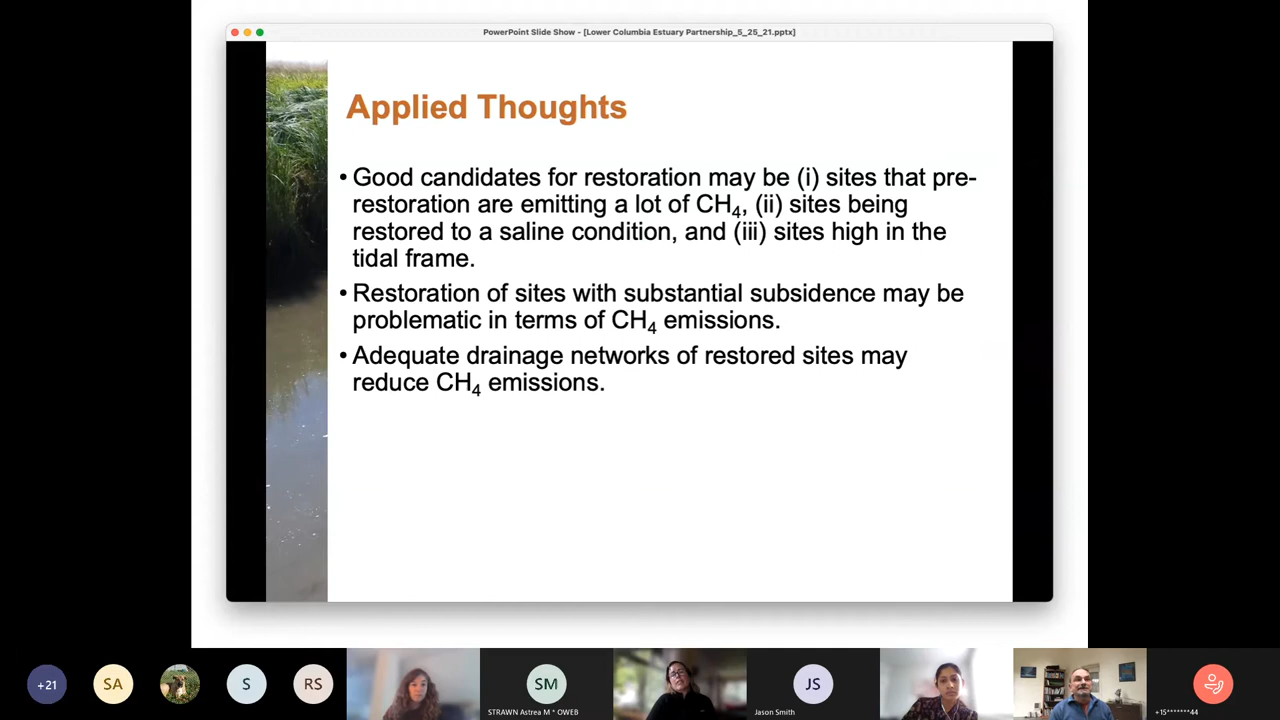 PowerPoint Slide Show - [Lower Columbia Estuary Partnership_5_25_21.pptx]
Applied Thoughts
• Good candidates for restoration may be (i) sites that pre-
restoration are emitting a lot of CH4, (ii) sites being
restored to a saline condition, and (iii) sites high in the
tidal frame.
• Restoration of sites with substantial subsidence may be
problematic in terms of CH4 emissions.
• Adequate drainage networks of restored sites may
reduce CH4 emissions.
+21
SA
S
RS
SM
JS
STRAWN Astrea M * OWEB
Jason Smith
+15*******44